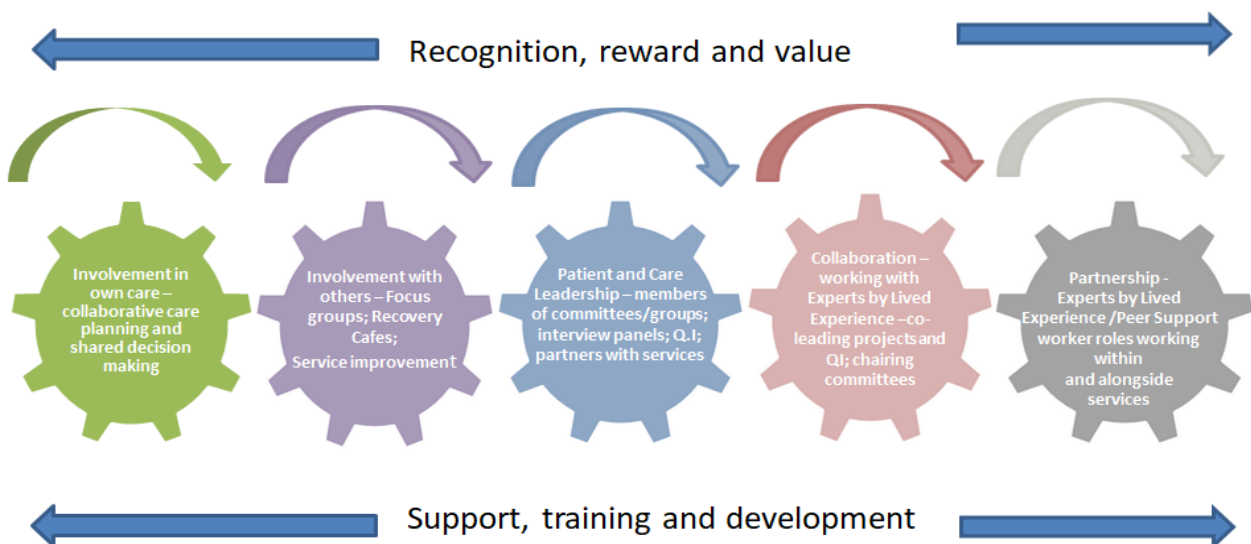 Recognition, reward and value
Involvement in
own care –
collaborative care
planning and
shared decision
making
Involvement with
others – Focus
groups; Recovery
Cafes;
Service improvement
Patient and Care
Leadership – members
of committees/groups;
interview panels; Q.I;
partners with services
Collaboration –
working with
Experts by Lived
Experience –co-
leading projects and
QI; chairing
committees
Partnership -
Experts by Lived
Experience /Peer Support
worker roles working
within
and alongside
services
Support, training and development